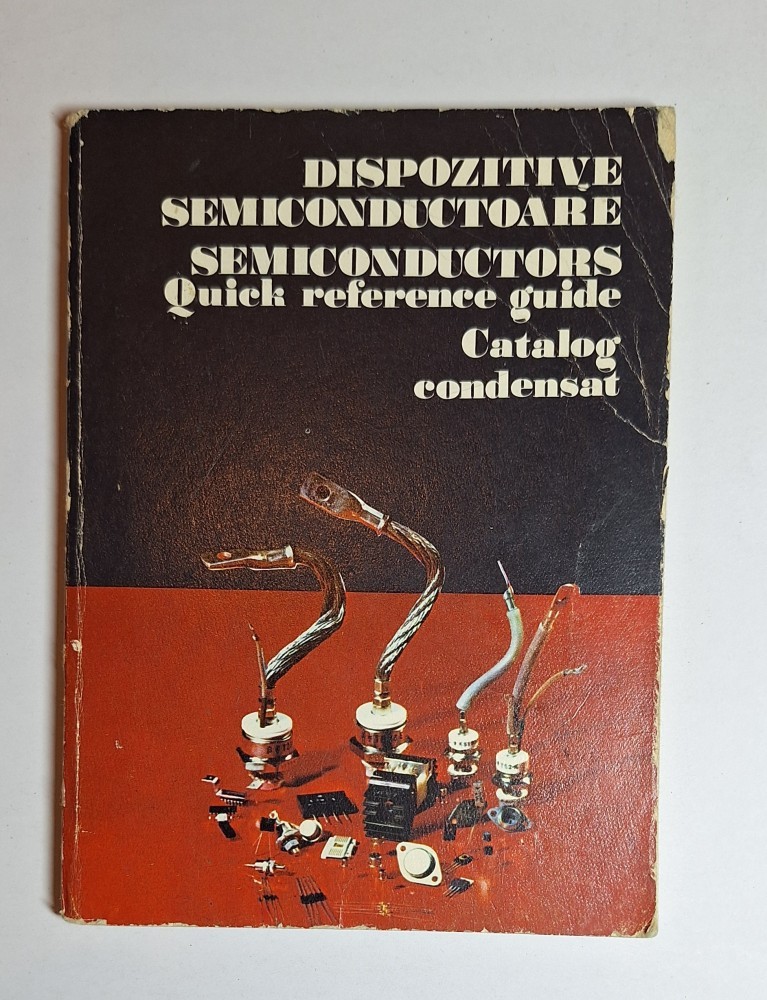 DISPOZITIVE
SEMICONDUCTOARE
SEMICONDUCTORS
Quick reference guide
Catalog
condensat